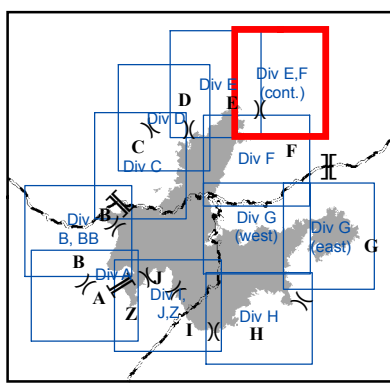 Div E
Div E,F
(cont.)
D
E
Div D
C
Div C
F
Div F
Div
B, BB
B
Div G
(west)
Div G
(east)
G
B
Div A
A
J
Z
Div I,
J,Z
I
Div H
H